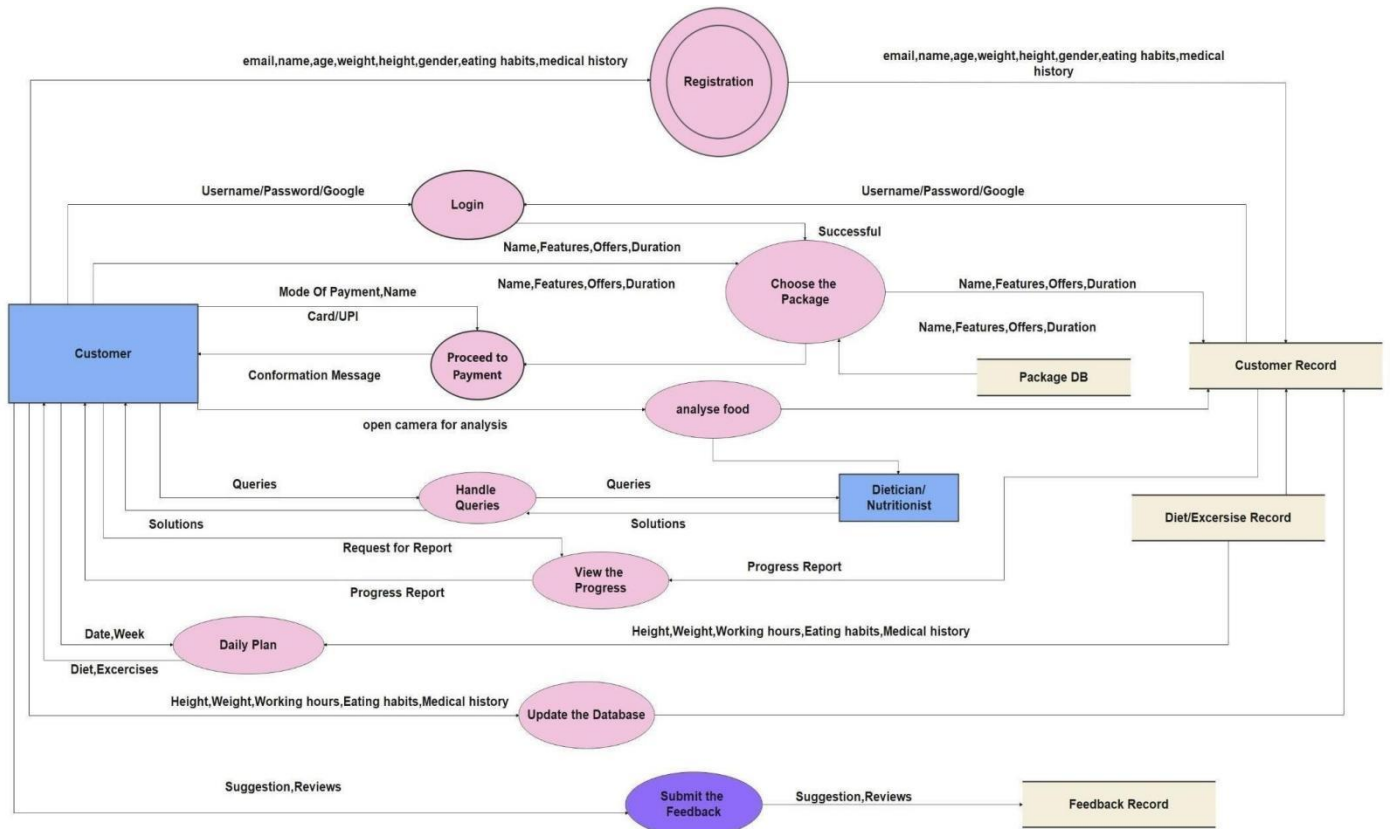 email,name,age,weight,height,gender,eating habits,medical history
email,name,age,weight,height,gender,eating habits,medical
history
Registration
Username/Password/Google
Login
Username/Password/Google
Successful
Name,Features,Offers,Duration
Name,Features,Offers,Duration
Choose the
Package
Name,Features,Offers,Duration
Mode Of Payment,Name
Card/UPI
Name,Features,Offers,Duration
Customer
Proceed to
Payment
Conformation Message
Package DB
Customer Record
analyse food
open camera for analysis
Queries
Handle
Queries
Queries
Dietician/
Nutritionist
Solutions
Solutions
Diet/Excersise Record
Request for Report
View the
Progress
Progress Report
Progress Report
Date,Week
Daily Plan
Height,Weight,Working hours,Eating habits,Medical history
Diet,Excercises
Height,Weight,Working hours,Eating habits,Medical history
Update the Database
Suggestion,Reviews
Submit the
Feedback
Suggestion,Reviews
Feedback Record